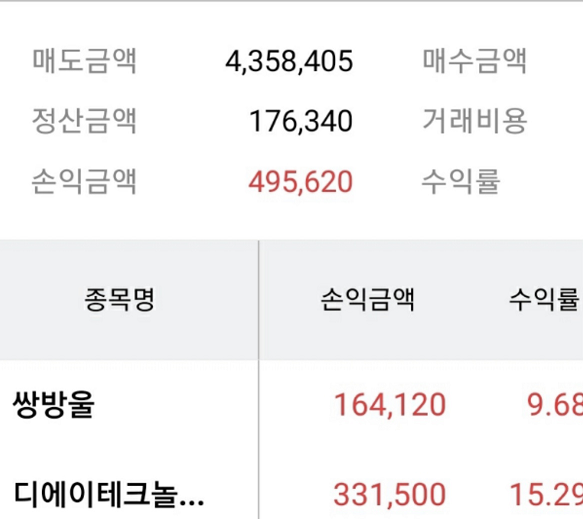 매도금액 4,358,405 매수금액
정산금액 176,340 거래비용
손익금액 495,620 수익률
종목명 손익금액 수익률
쌍방울 164,120 9.68
디에이테크놀... 331,500 15.29